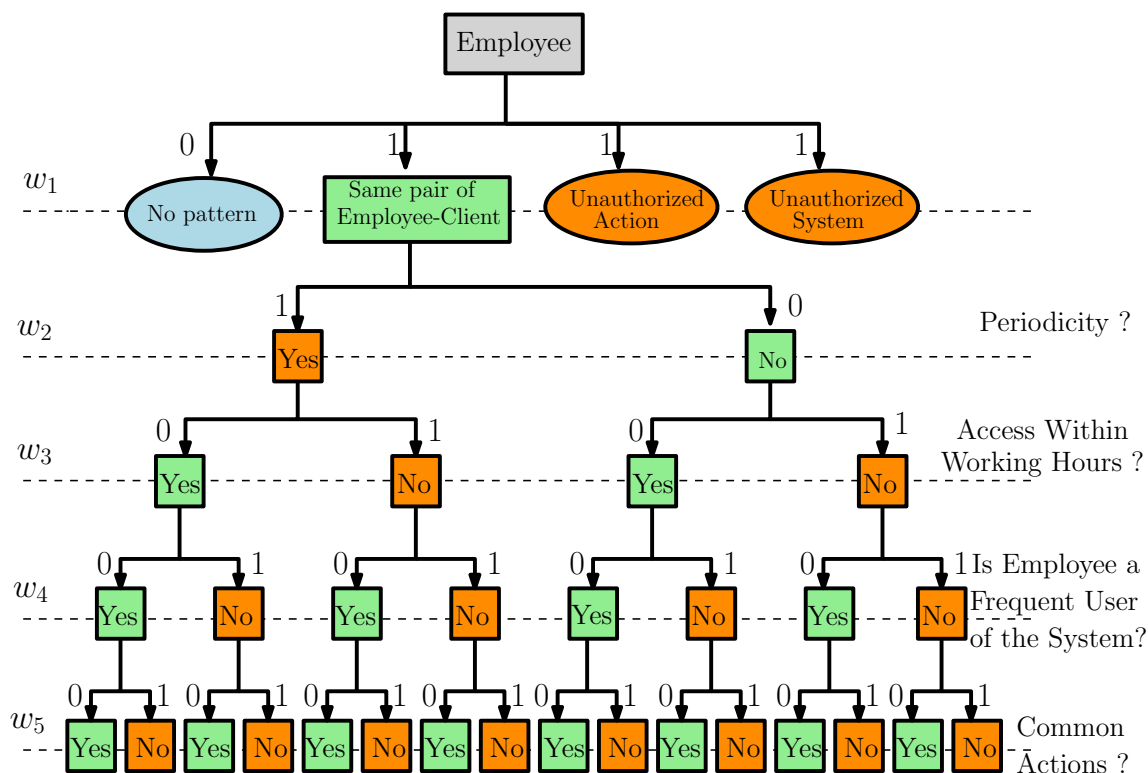 Employee
0 1 1 1
w1
No pattern
Same pair of
Employee-Client
Unauthorized
Action
Unauthorized
System
1 0
w2
Periodicity ?
Yes No
0 1 0 1
w3
Access Within
Working Hours ?
Yes No Yes No
0 1 0 1 0 1 0 1
w4
Is Employee a
Frequent User
of the System?
Yes No Yes No Yes No Yes No
0 1 0 1 0 1 0 1 0 1 0 1 0 1 0 1
w5
Common
Actions ?
Yes No Yes No Yes No Yes No Yes No Yes No Yes No Yes No